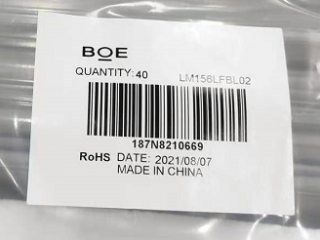 BOE
QUANTITY: 40 LM156LFBL02
187N8210669
RoHS DATE: 2021/08/07
MADE IN CHINA